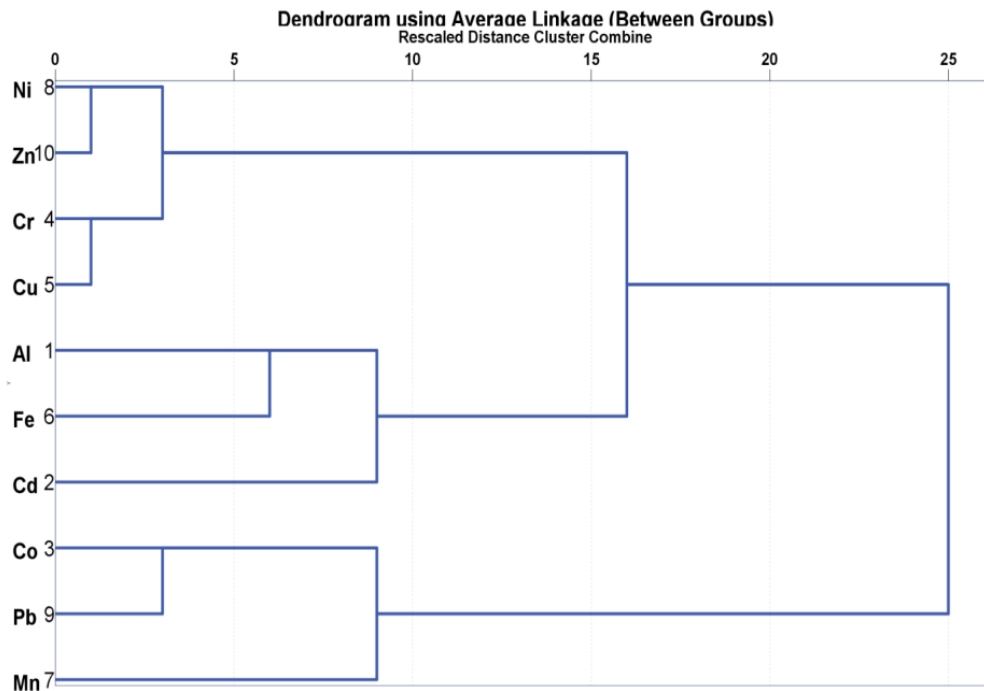 Dendrogram using Average Linkage (Between Groups)
Rescaled Distance Cluster Combine
0 5 10 15 20 25
Ni 8
Zn 10
Cr 4
Cu 5
Al 1
Fe 6
Cd 2
Co 3
Pb 9
Mn 7